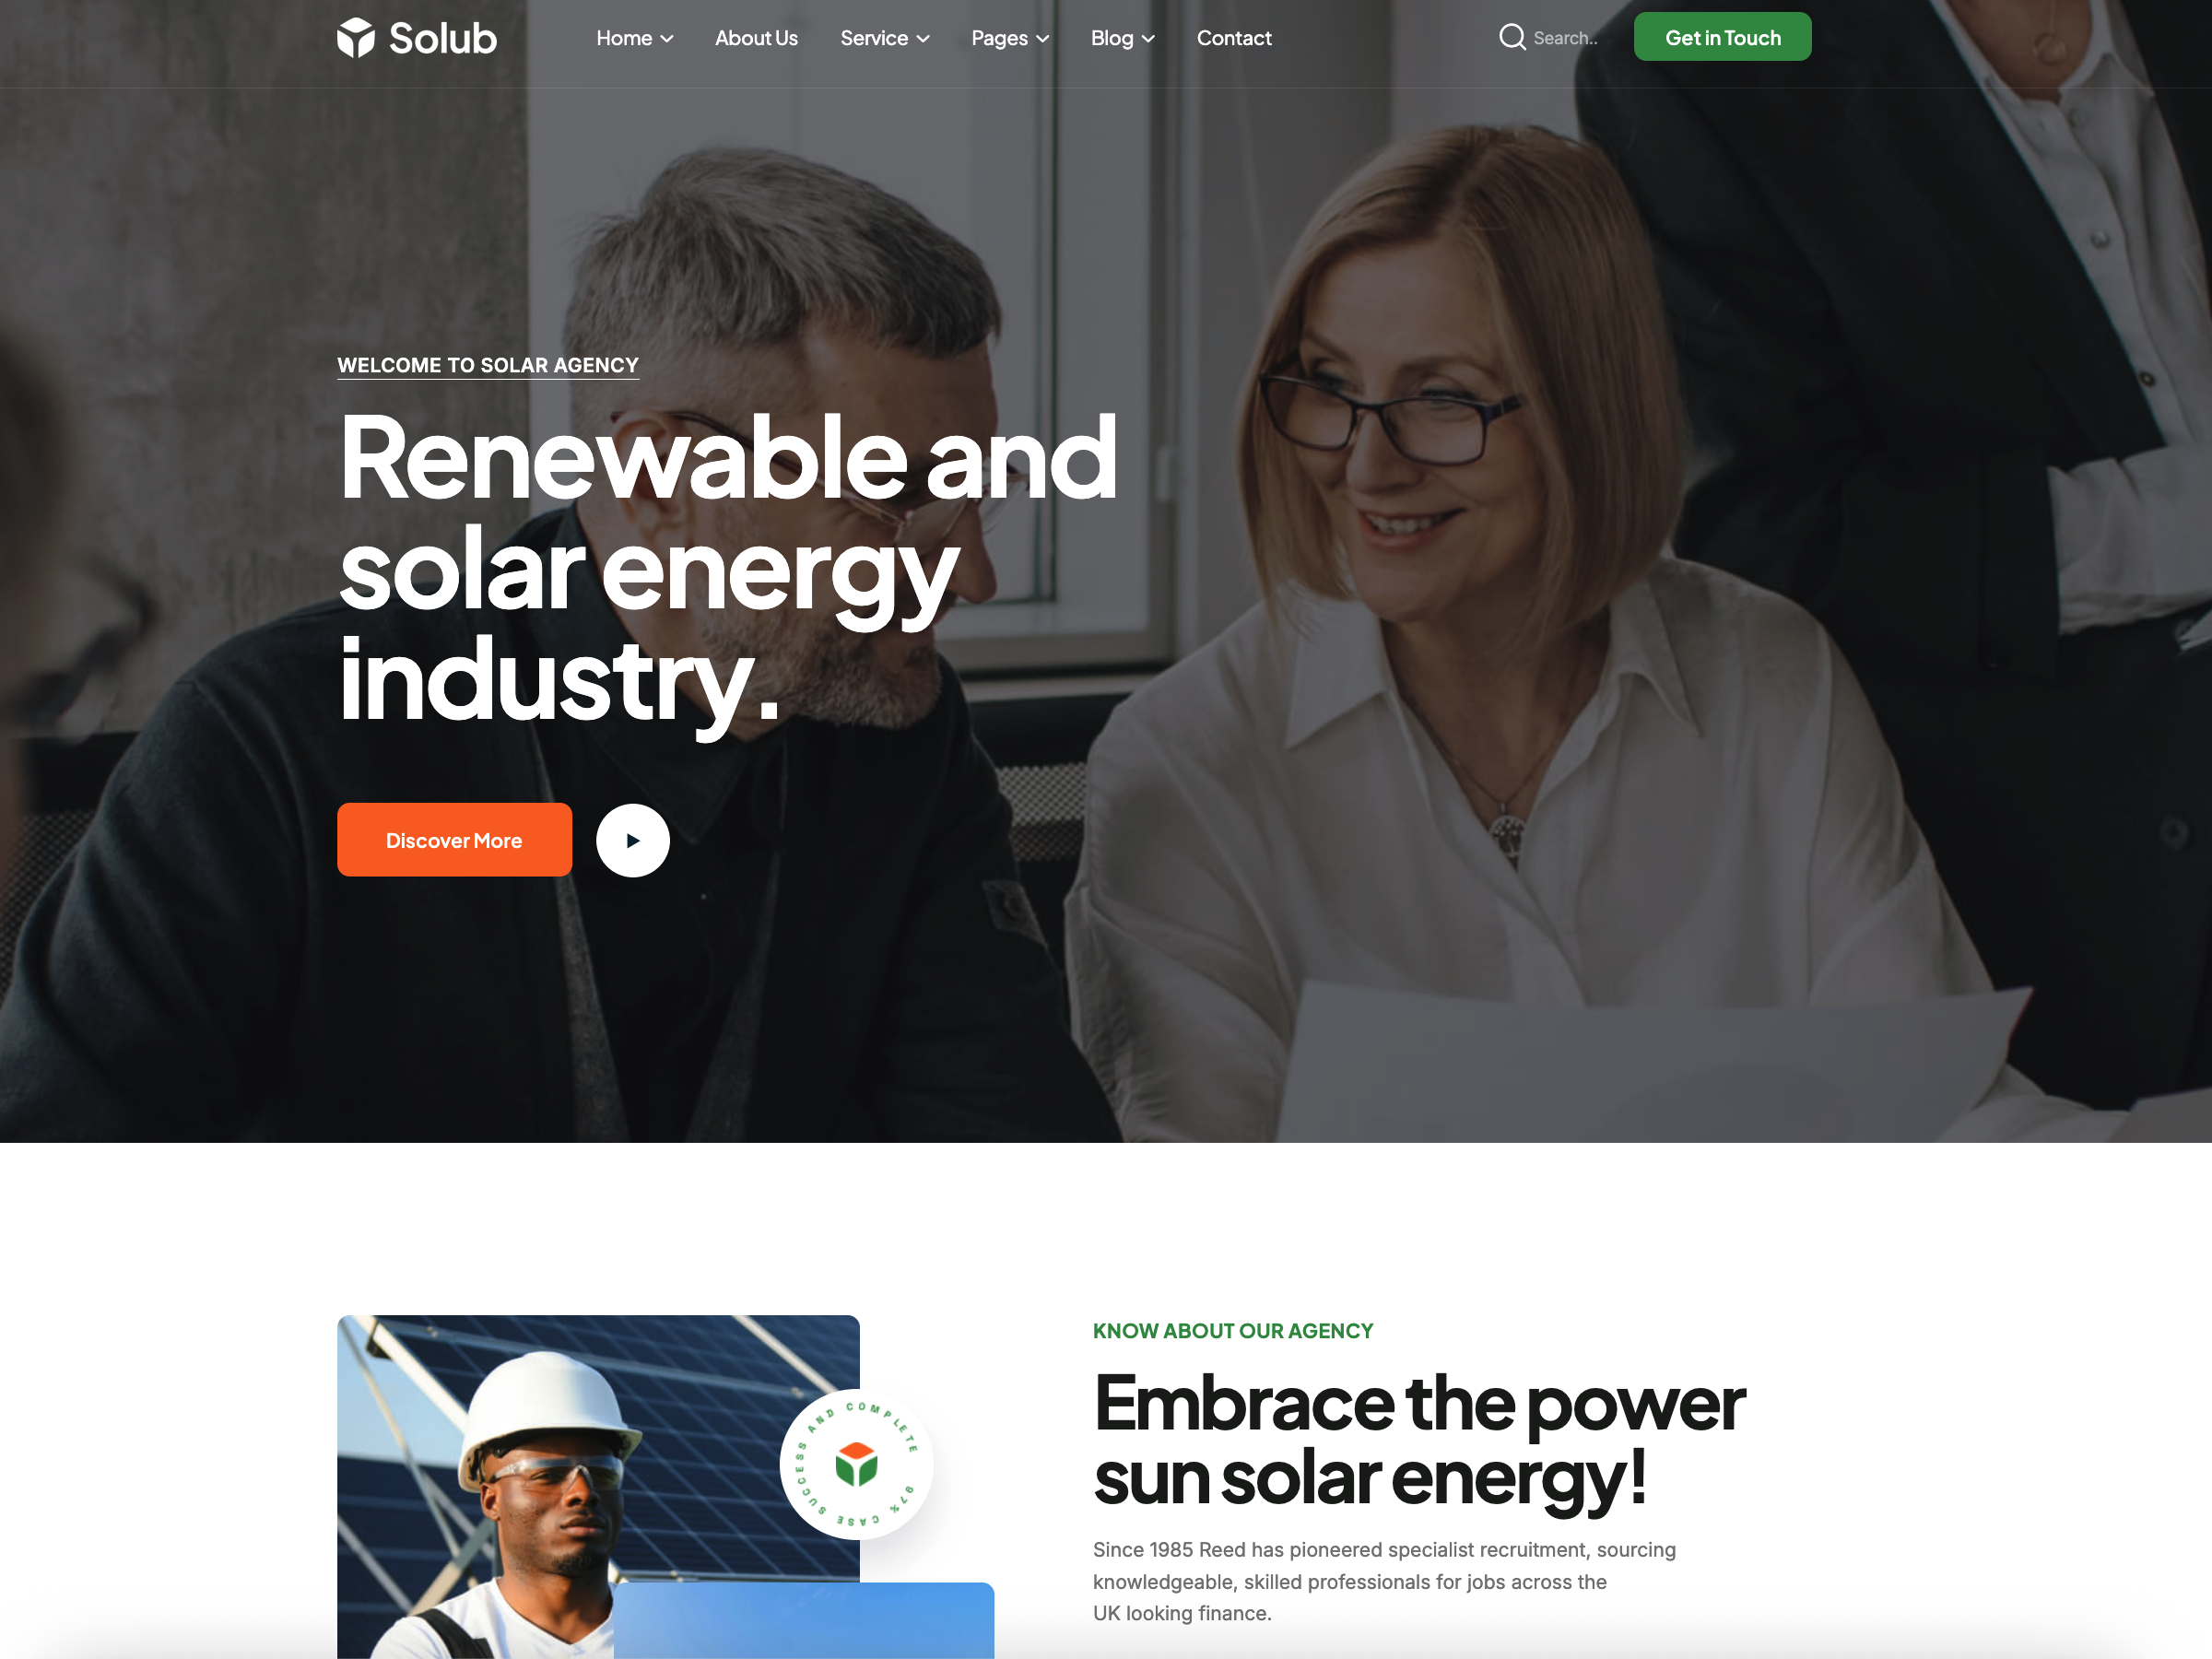 Solub
Home
About Us
Service
Pages
Blog
Contact
Search..
Get in Touch
WELCOME TO SOLAR AGENCY
Renewable and
solar energy
industry.
Discover More
97% CASE SUCCESS AND COMPLETE
KNOW ABOUT OUR AGENCY
Embrace the power
sun solar energy!
Since 1985 Reed has pioneered specialist recruitment, sourcing
knowledgeable, skilled professionals for jobs across the
UK looking finance.